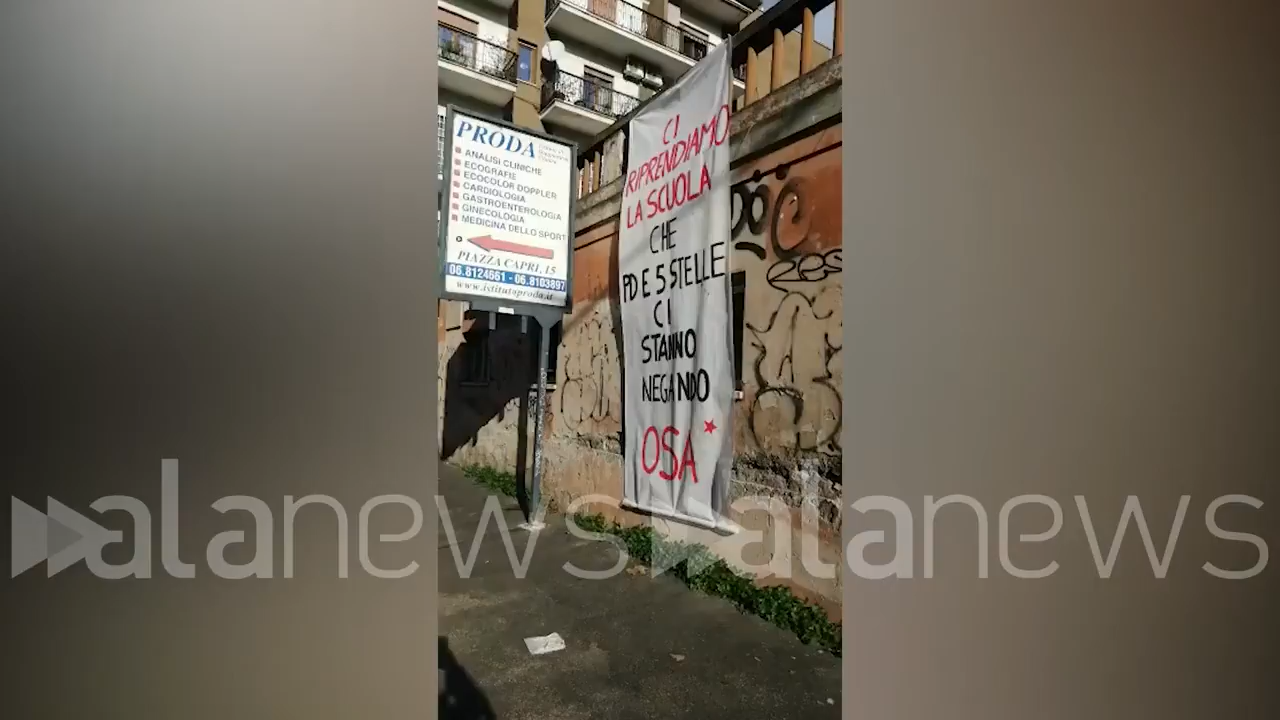 PRODA
ANALISI CLINICHE
ECOGRAFIE
ECOCOLOR DOPPLER
CARDIOLOGIA
GASTROENTEROLOGIA
GINECOLOGIA
MEDICINA DELLO SPORT
PIAZZA CAPRI, 15
06.8124661 - 06.8103897
www.istitutoproda.it
CI
RIPRENDIAMO
LA SCUOLA
CHE
PD E 5 STELLE
CI
STANNO
NEGANDO
OSA
zes
alanews
alanews